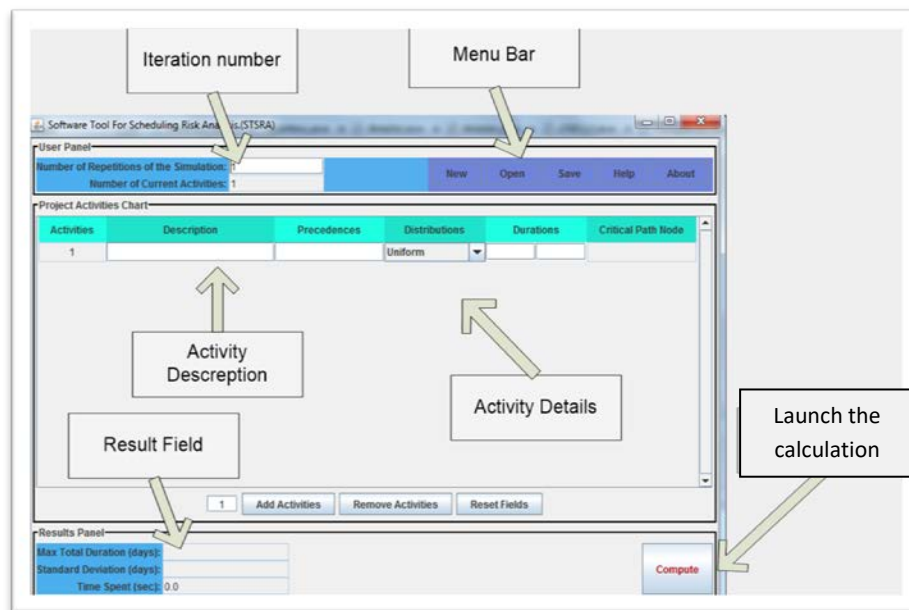 Iteration number
Menu Bar
Software Tool For Scheduling Risk Analysis (STSRA)
User Panel
Number of Repetitions of the Simulation: 1
Number of Current Activities: 1
New Open Save Help About
Project Activities Chart
Activities Description Precedences Distributions Durations Critical Path Node
1 Uniform
Activity
Descreption
Activity Details
Launch the
calculation
Result Field
1 Add Activities Remove Activities Reset Fields
Results Panel
Max Total Duration (days):
Standard Deviation (days):
Time Spent (sec): 0.0
Compute